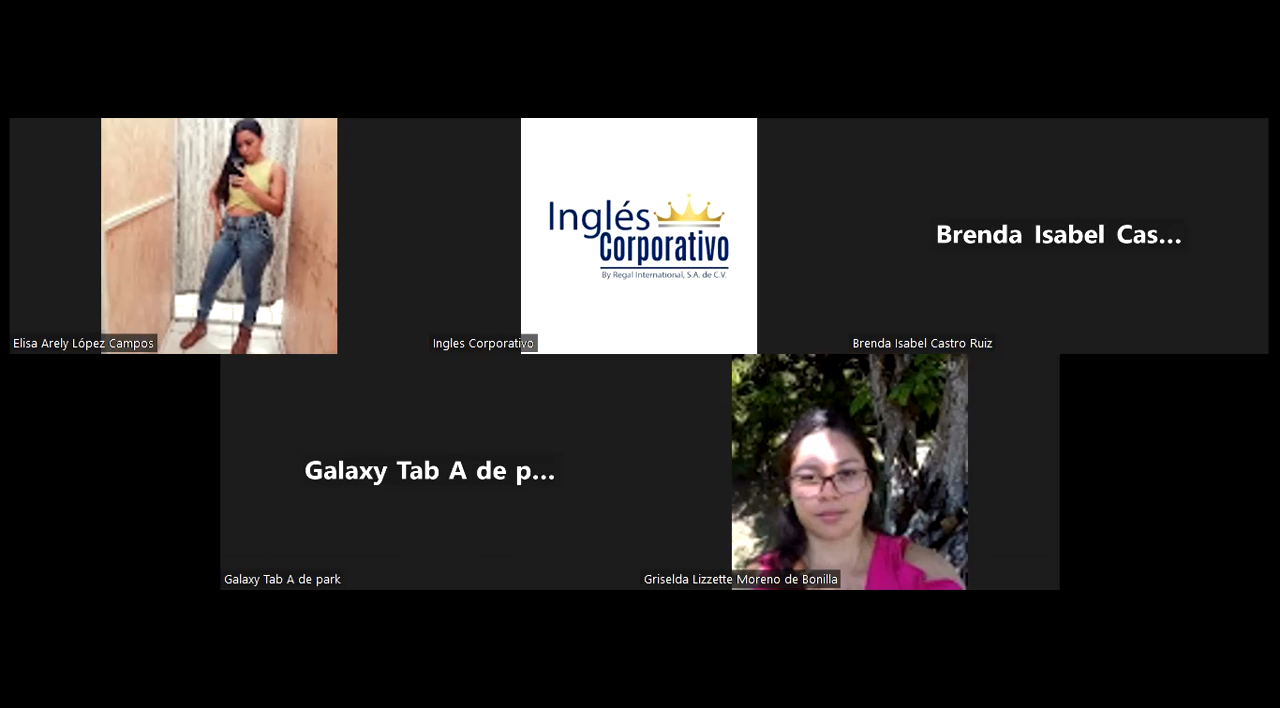 Inglés
Corporativo
By Regal International, S.A. de C.V.
Brenda Isabel Cas...
Elisa Arely López Campos
Ingles Corporativo
Brenda Isabel Castro Ruiz
Galaxy Tab A de p...
Galaxy Tab A de park
Griselda Lizzette Moreno de Bonilla